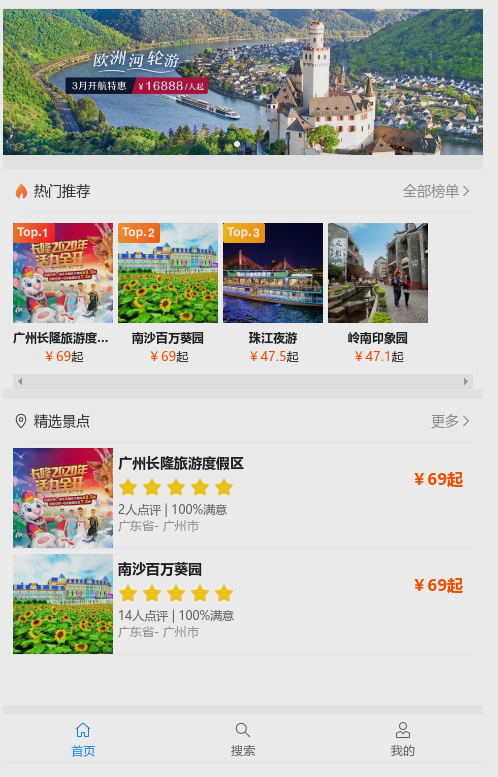 欧洲河轮游
3月开航特惠 ¥16888/人起
热门推荐 全部榜单
Top.1 Top.2 Top.3
长隆2020年
活力全开
广州长隆旅游度... 南沙百万葵园 珠江夜游 岭南印象园
¥69起 ¥69起 ¥47.5起 ¥47.1起
精选景点 更多
长隆2020年
活力全开
广州长隆旅游度假区
¥69起
2人点评 | 100%满意
广东省- 广州市
南沙百万葵园
¥69起
14人点评 | 100%满意
广东省- 广州市
首页 搜索 我的